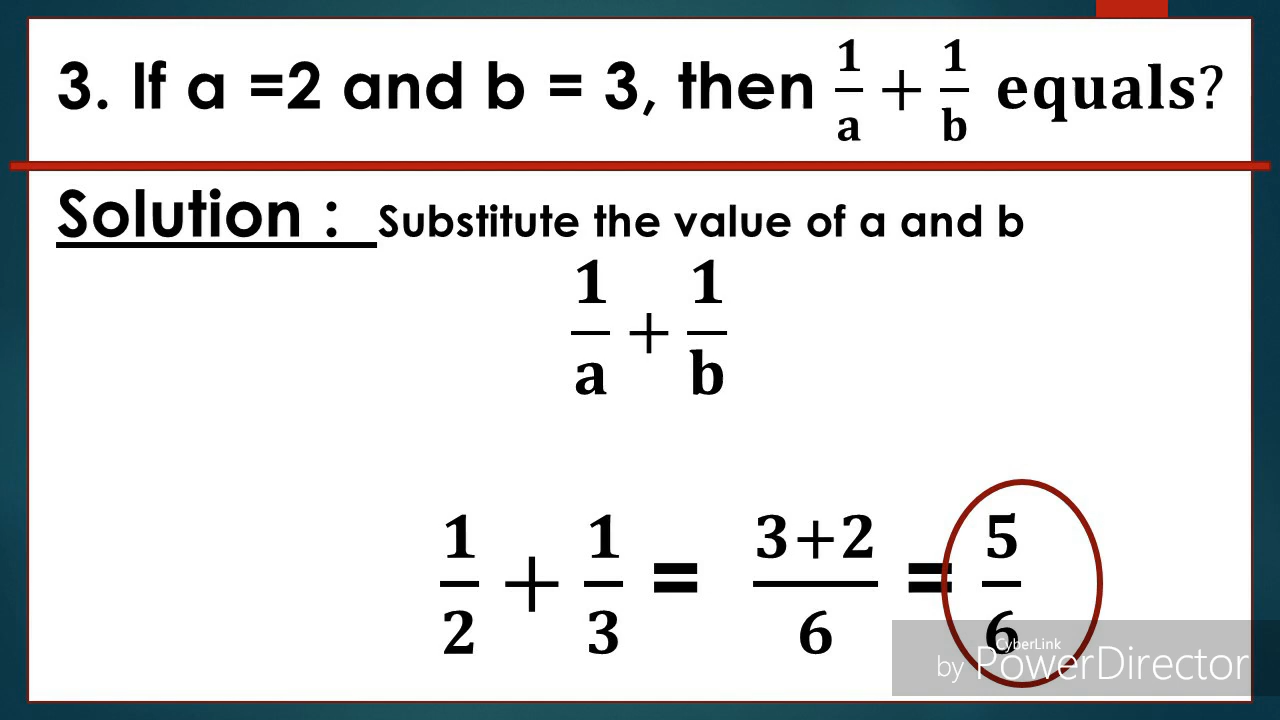 3. If a =2 and b = 3, then 1/a + 1/b equals?
Solution : Substitute the value of a and b
1/a + 1/b
1/2 + 1/3 = 3+2/6 = 5/6
CyberLink
by PowerDirector